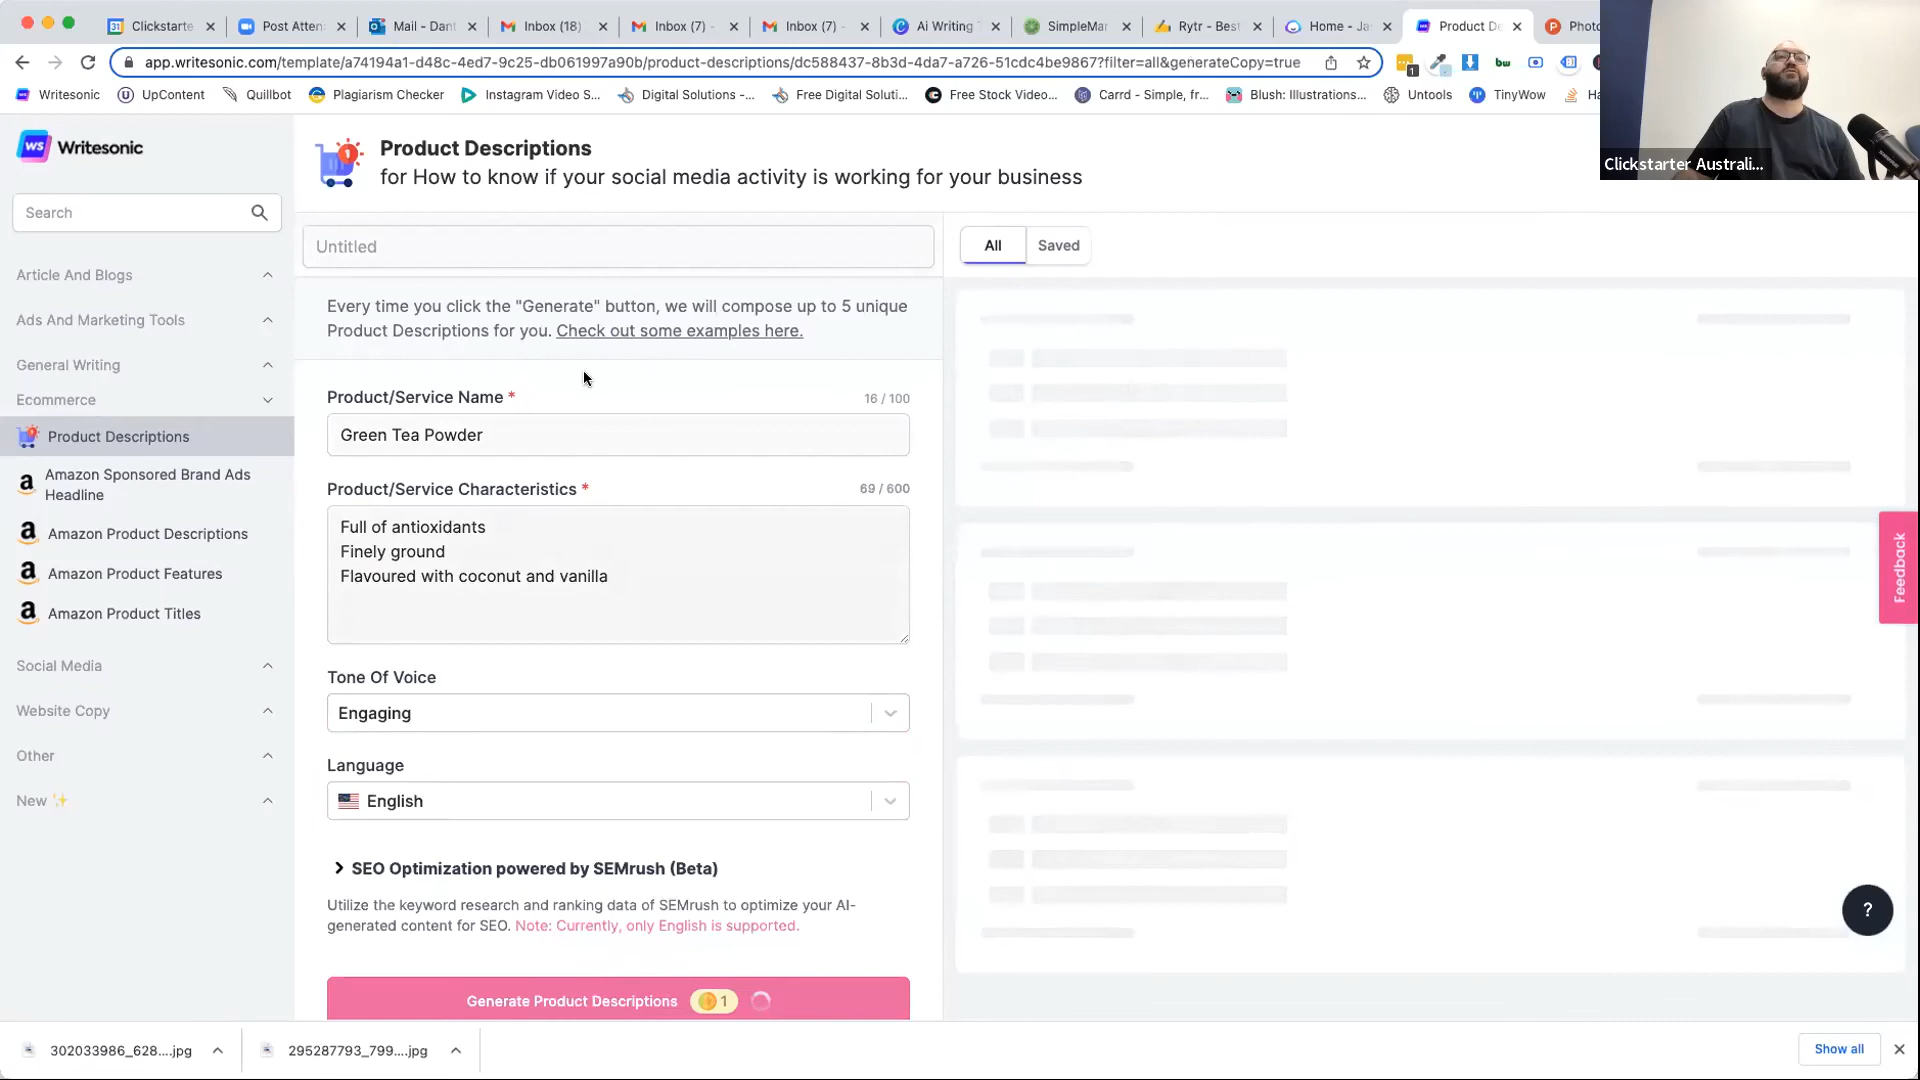 Clickstarte
Post Atten
Mail - Dant
Inbox (18)
Inbox (7) -
Inbox (7) -
Ai Writing
SimpleMar
Rytr - Best
Home - Ja
Product De
Photo
app.writesonic.com/template/a74194a1-d48c-4ed7-9c25-db061997a90b/product-descriptions/dc588437-8b3d-4da7-a726-51cdc4be9867?filter=all&generateCopy=true
1
bw
Writesonic
UpContent
Quillbot
Plagiarism Checker
Instagram Video S...
Digital Solutions -...
Free Digital Soluti...
Free Stock Video...
Carrd - Simple, fr...
Blush: Illustrations...
Untools
TinyWow
Ha
Clickstarter Australi...
WS Writesonic
Search
Article And Blogs
Ads And Marketing Tools
General Writing
Ecommerce
Product Descriptions
Amazon Sponsored Brand Ads
Headline
Amazon Product Descriptions
Amazon Product Features
Amazon Product Titles
Social Media
Website Copy
Other
New ✨
Product Descriptions
for How to know if your social media activity is working for your business
Untitled
Every time you click the "Generate" button, we will compose up to 5 unique
Product Descriptions for you. Check out some examples here.
Product/Service Name *
16 / 100
Green Tea Powder
Product/Service Characteristics *
69 / 600
Full of antioxidants
Finely ground
Flavoured with coconut and vanilla
Tone Of Voice
Engaging
Language
English
SEO Optimization powered by SEMrush (Beta)
Utilize the keyword research and ranking data of SEMrush to optimize your AI-
generated content for SEO. Note: Currently, only English is supported.
Generate Product Descriptions 1
All
Saved
Feedback
?
302033986_628....jpg
295287793_799....jpg
Show all